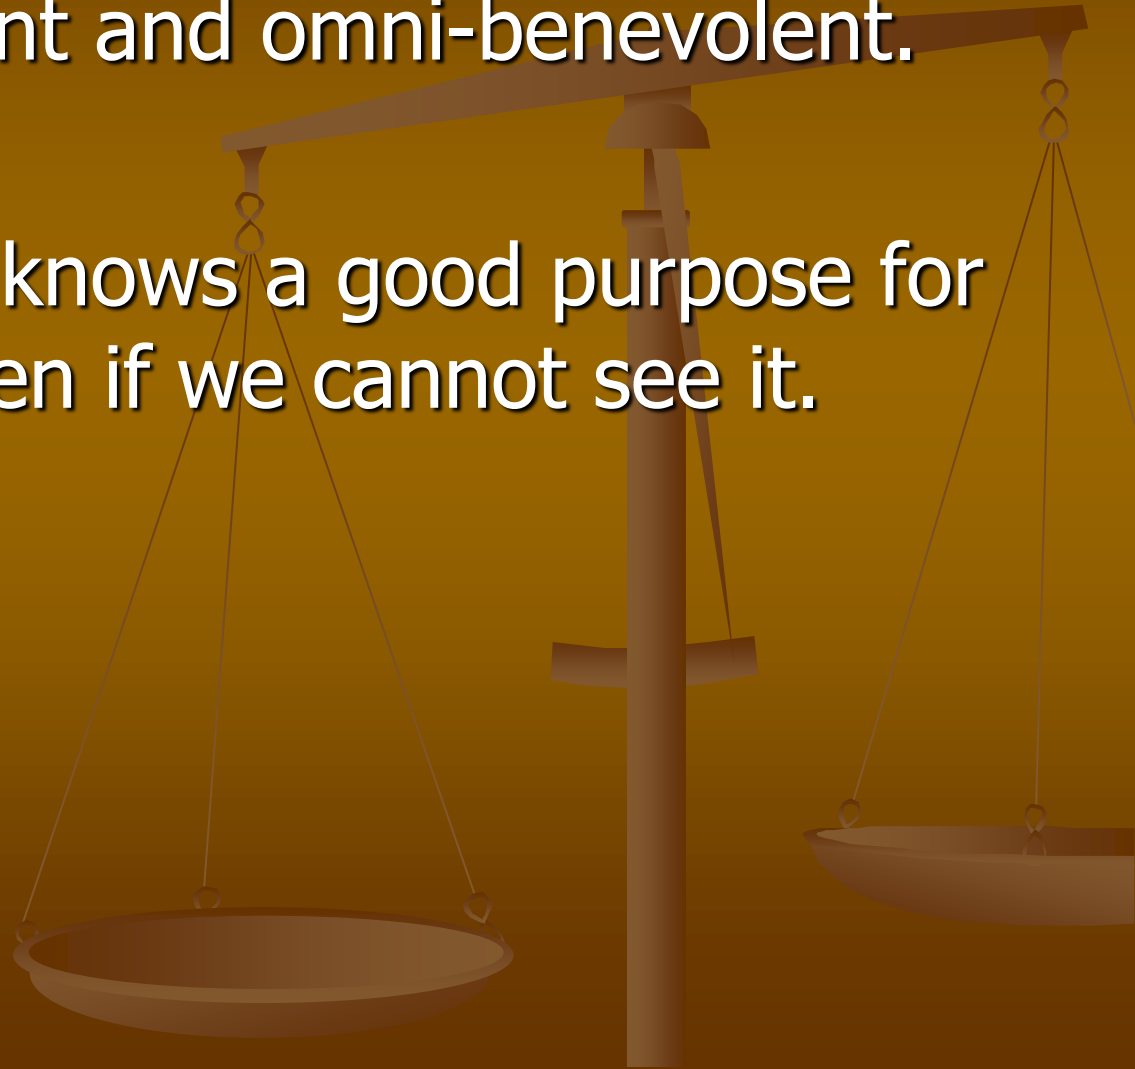 nt and omni-benevolent.
knows a good purpose for
en if we cannot see it.